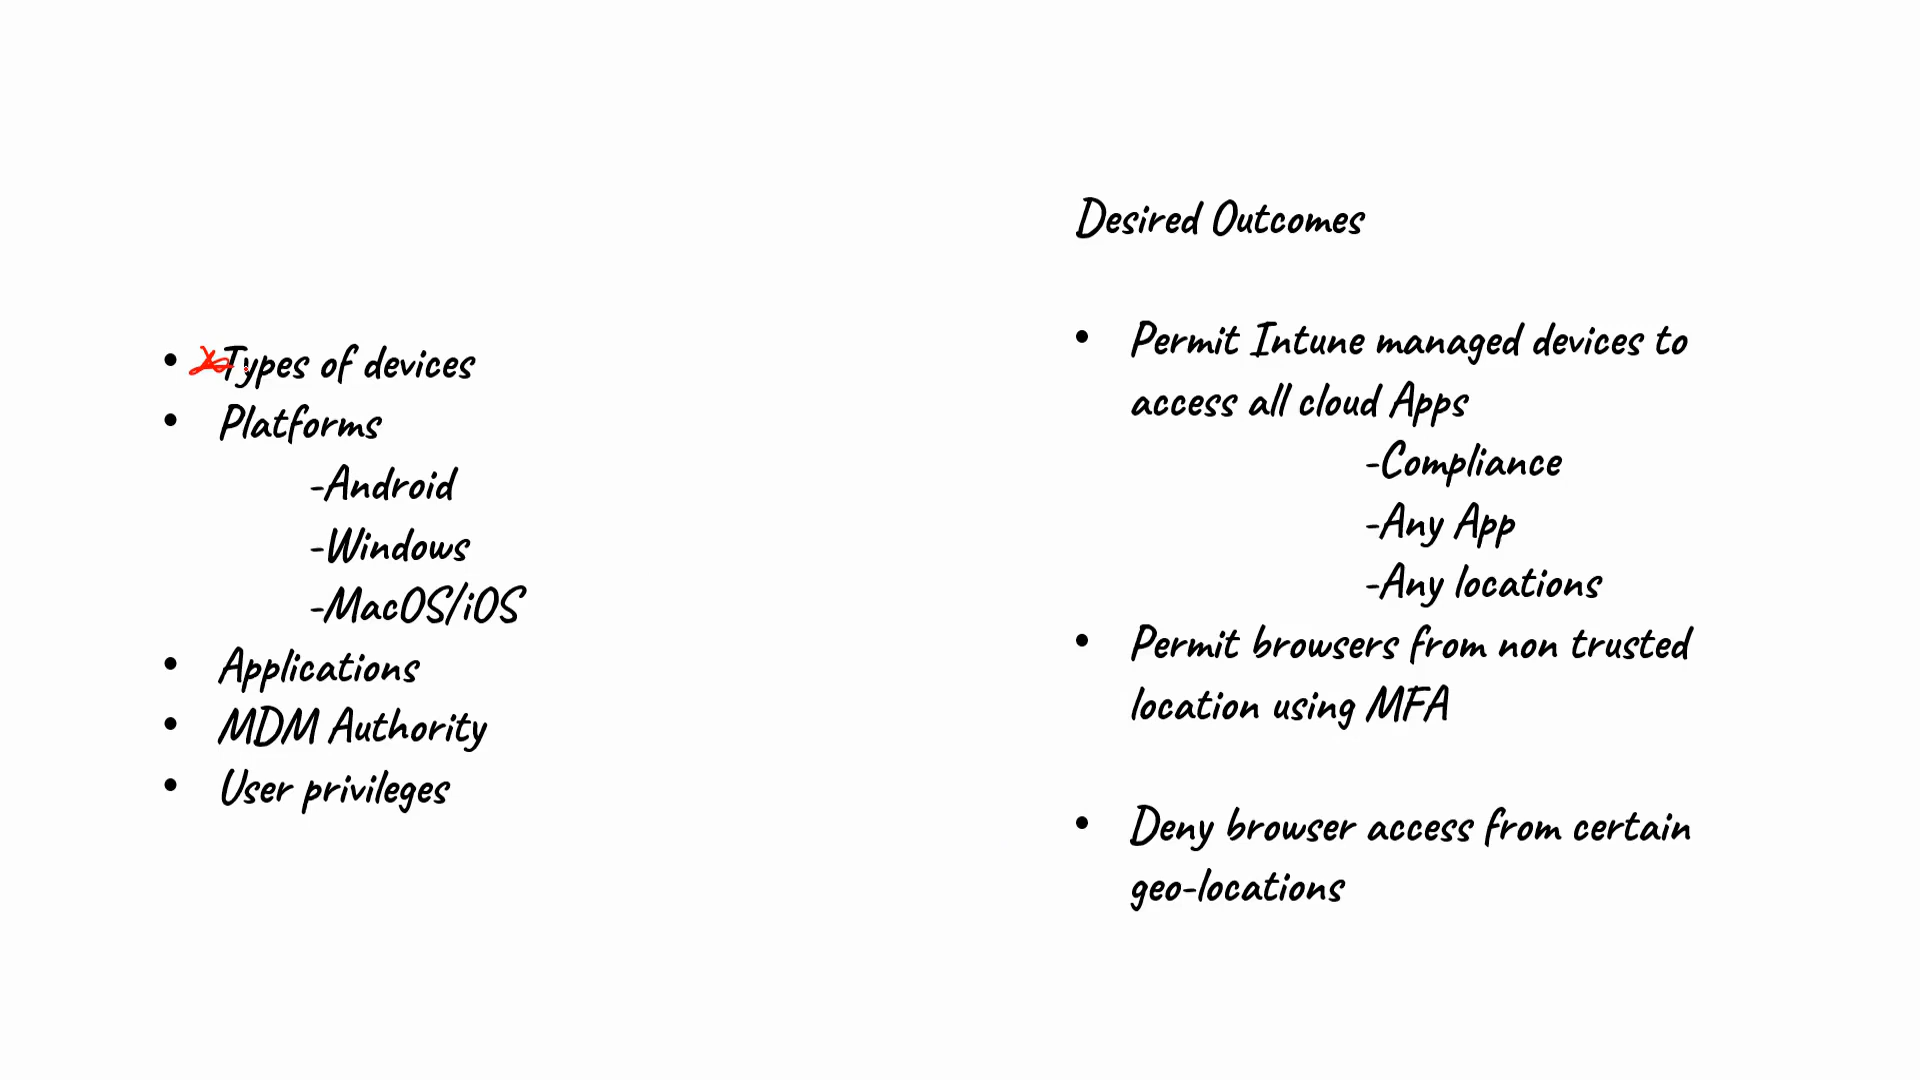 • Types of devices
• Platforms
-Android
-Windows
-MacOS/iOS
• Applications
• MDM Authority
• User privileges
Desired Outcomes
• Permit Intune managed devices to
access all cloud Apps
-Compliance
-Any App
-Any locations
• Permit browsers from non trusted
location using MFA
• Deny browser access from certain
geo-locations